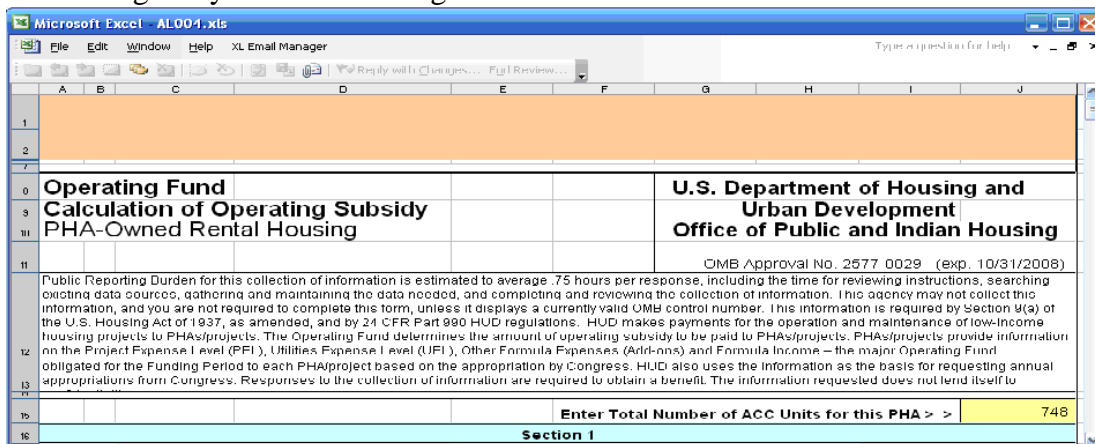 Microsoft Excel - AL004.xls
File Edit Window Help XL Email Manager Type a question for help
Reply with Changes... End Review...
A B C D E F G H I J
1
2
7
8 Operating Fund U.S. Department of Housing and
9 Calculation of Operating Subsidy Urban Development
10 PHA-Owned Rental Housing Office of Public and Indian Housing
11 OMB Approval No. 2577-0029 (exp. 10/31/2008)
Public Reporting Burden for this collection of information is estimated to average .75 hours per response, including the time for reviewing instructions, searching
existing data sources, gathering and maintaining the data needed, and completing and reviewing the collection of information. This agency may not collect this
information, and you are not required to complete this form, unless it displays a currently valid OMB control number. This information is required by Section 9(a) of
the U.S. Housing Act of 1937, as amended, and by 24 CFR Part 990 HUD regulations. HUD makes payments for the operation and maintenance of low-income
housing projects to PHAs/projects. The Operating Fund determines the amount of operating subsidy to be paid to PHAs/projects. PHAs/projects provide information
12 on the Project Expense Level (PEL), Utilities Expense Level (UEL), Other Formula Expenses (Add-ons) and Formula Income – the major Operating Fund
obligated for the Funding Period to each PHA/project based on the appropriation by Congress. HUD also uses the information as the basis for requesting annual
13 appropriations from Congress. Responses to the collection of information are required to obtain a benefit. The information requested does not lend itself to
15 Enter Total Number of ACC Units for this PHA > > 748
16 Section 1